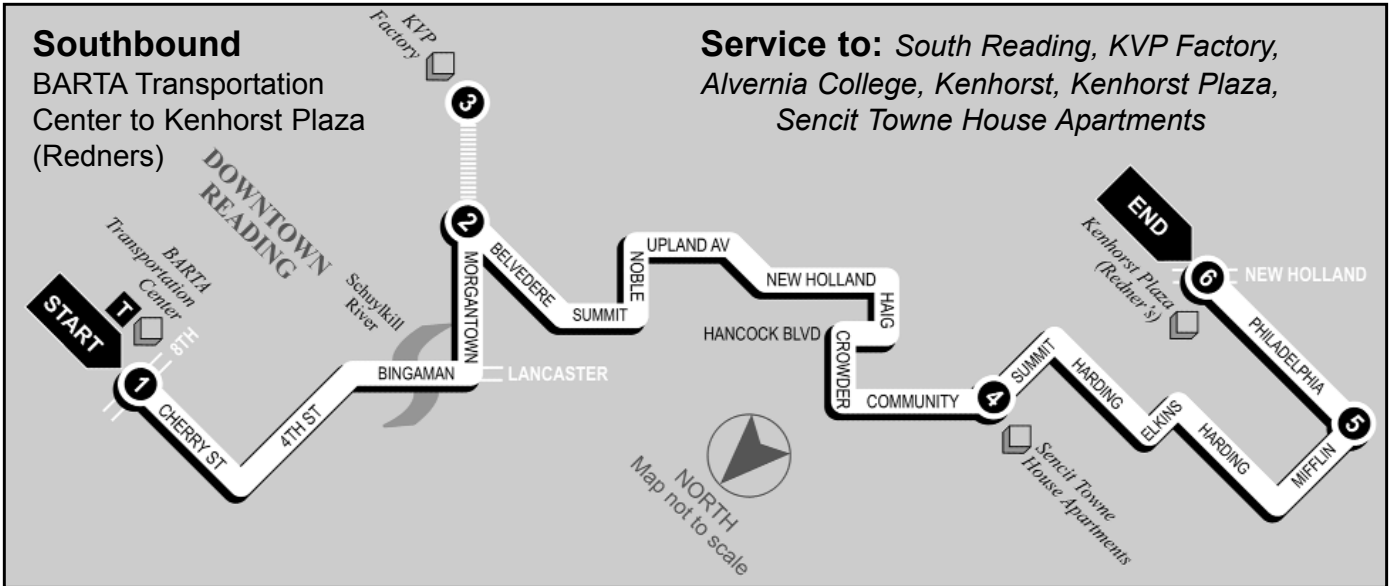 Southbound
BARTA Transportation
Center to Kenhorst Plaza
(Redners)
Service to: South Reading, KVP Factory,
Alvernia College, Kenhorst, Kenhorst Plaza,
Sencit Towne House Apartments
KVP
Factory
3
DOWNTOWN
READING
BARTA
Transportation
Center
T
START
8TH
1
CHERRY ST
4TH ST
Schuylkill
River
BINGAMAN
LANCASTER
MORGANTOWN
2
BELVEDERE
SUMMIT
NOBLE
UPLAND AV
NEW HOLLAND
HAIG
HANCOCK BLVD
CROWDER
COMMUNITY
4
Sencit Towne
House Apartments
SUMMIT
HARDING
ELKINS
HARDING
MIFFLIN
5
PHILADELPHIA
6
NEW HOLLAND
END
Kenhorst Plaza
(Redner's)
NORTH
Map not to scale